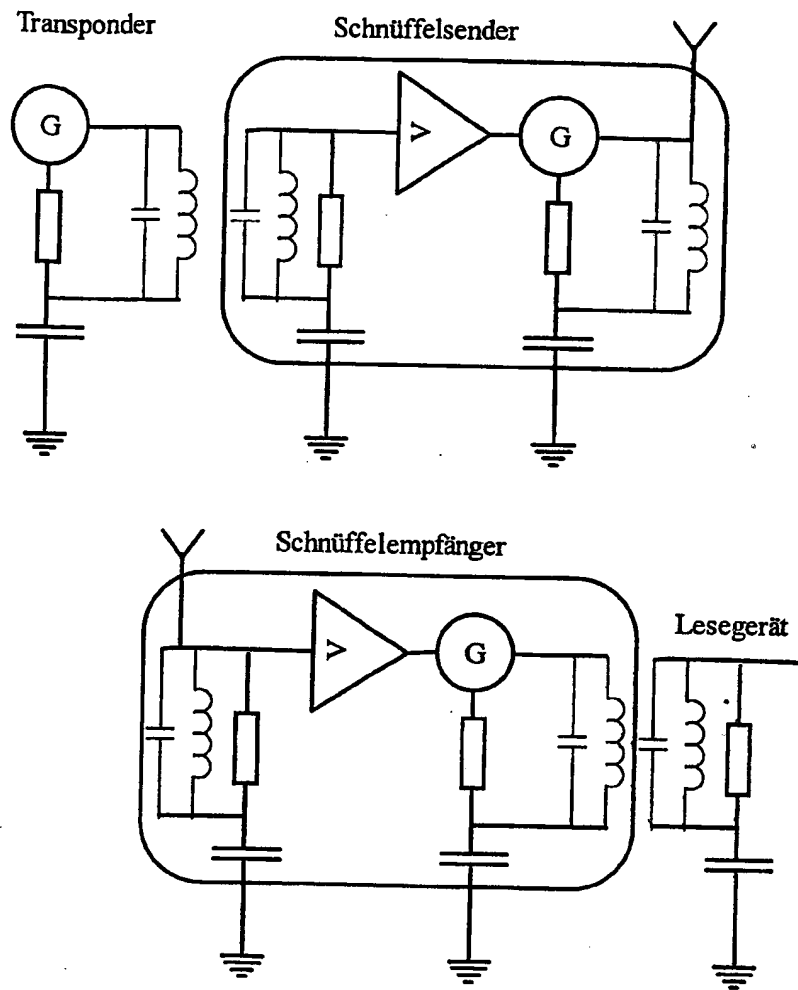 Transponder
Schnüffelsender
G
V
G
Schnüffelempfänger
Lesegerät
V
G